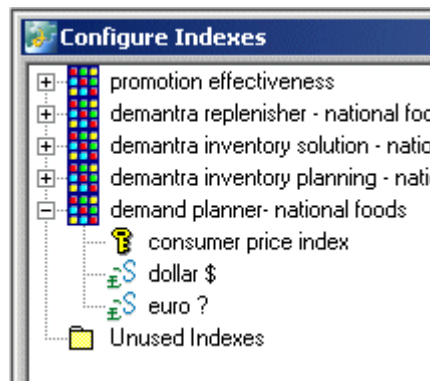 Configure Indexes
promotion effectiveness
demantra replenisher - national foo
demantra inventory solution - natio
demantra inventory planning - nati
demand planner- national foods
consumer price index
dollar $
euro ?
Unused Indexes